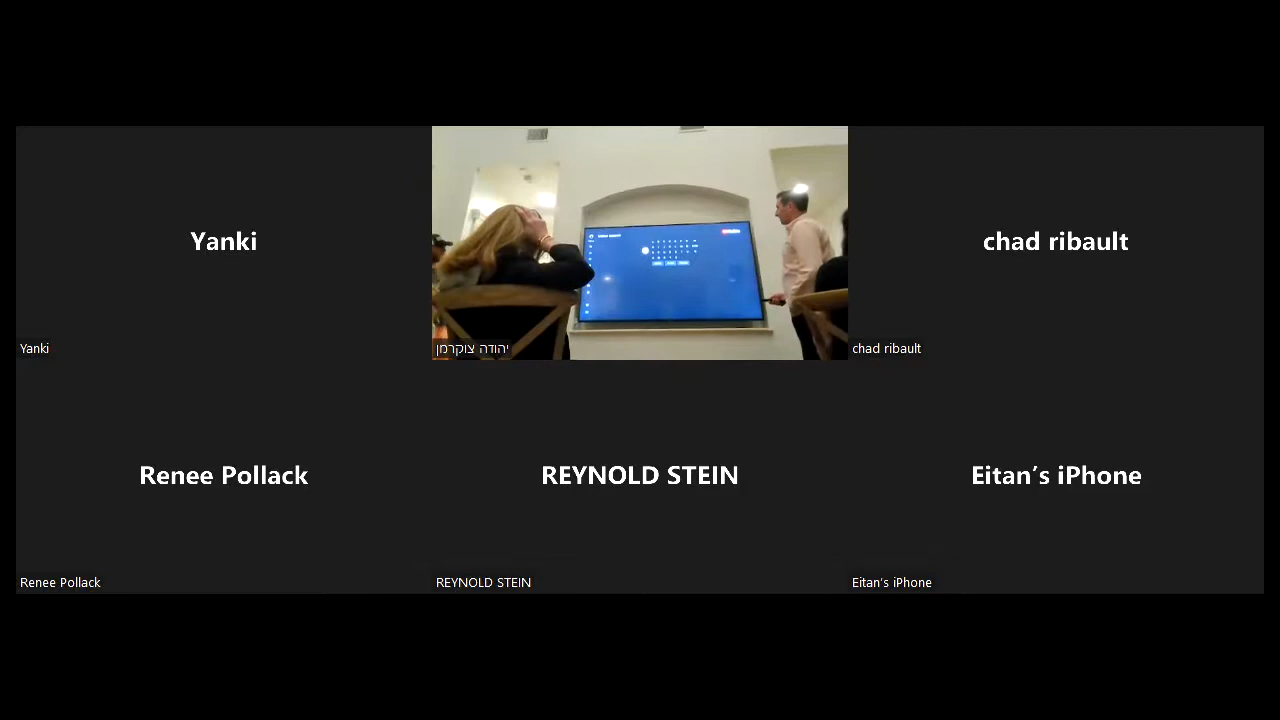 Yanki
chad ribault
Yanki
יהודה צוקרמן
chad ribault
Renee Pollack
REYNOLD STEIN
Eitan’s iPhone
Renee Pollack
REYNOLD STEIN
Eitan's iPhone